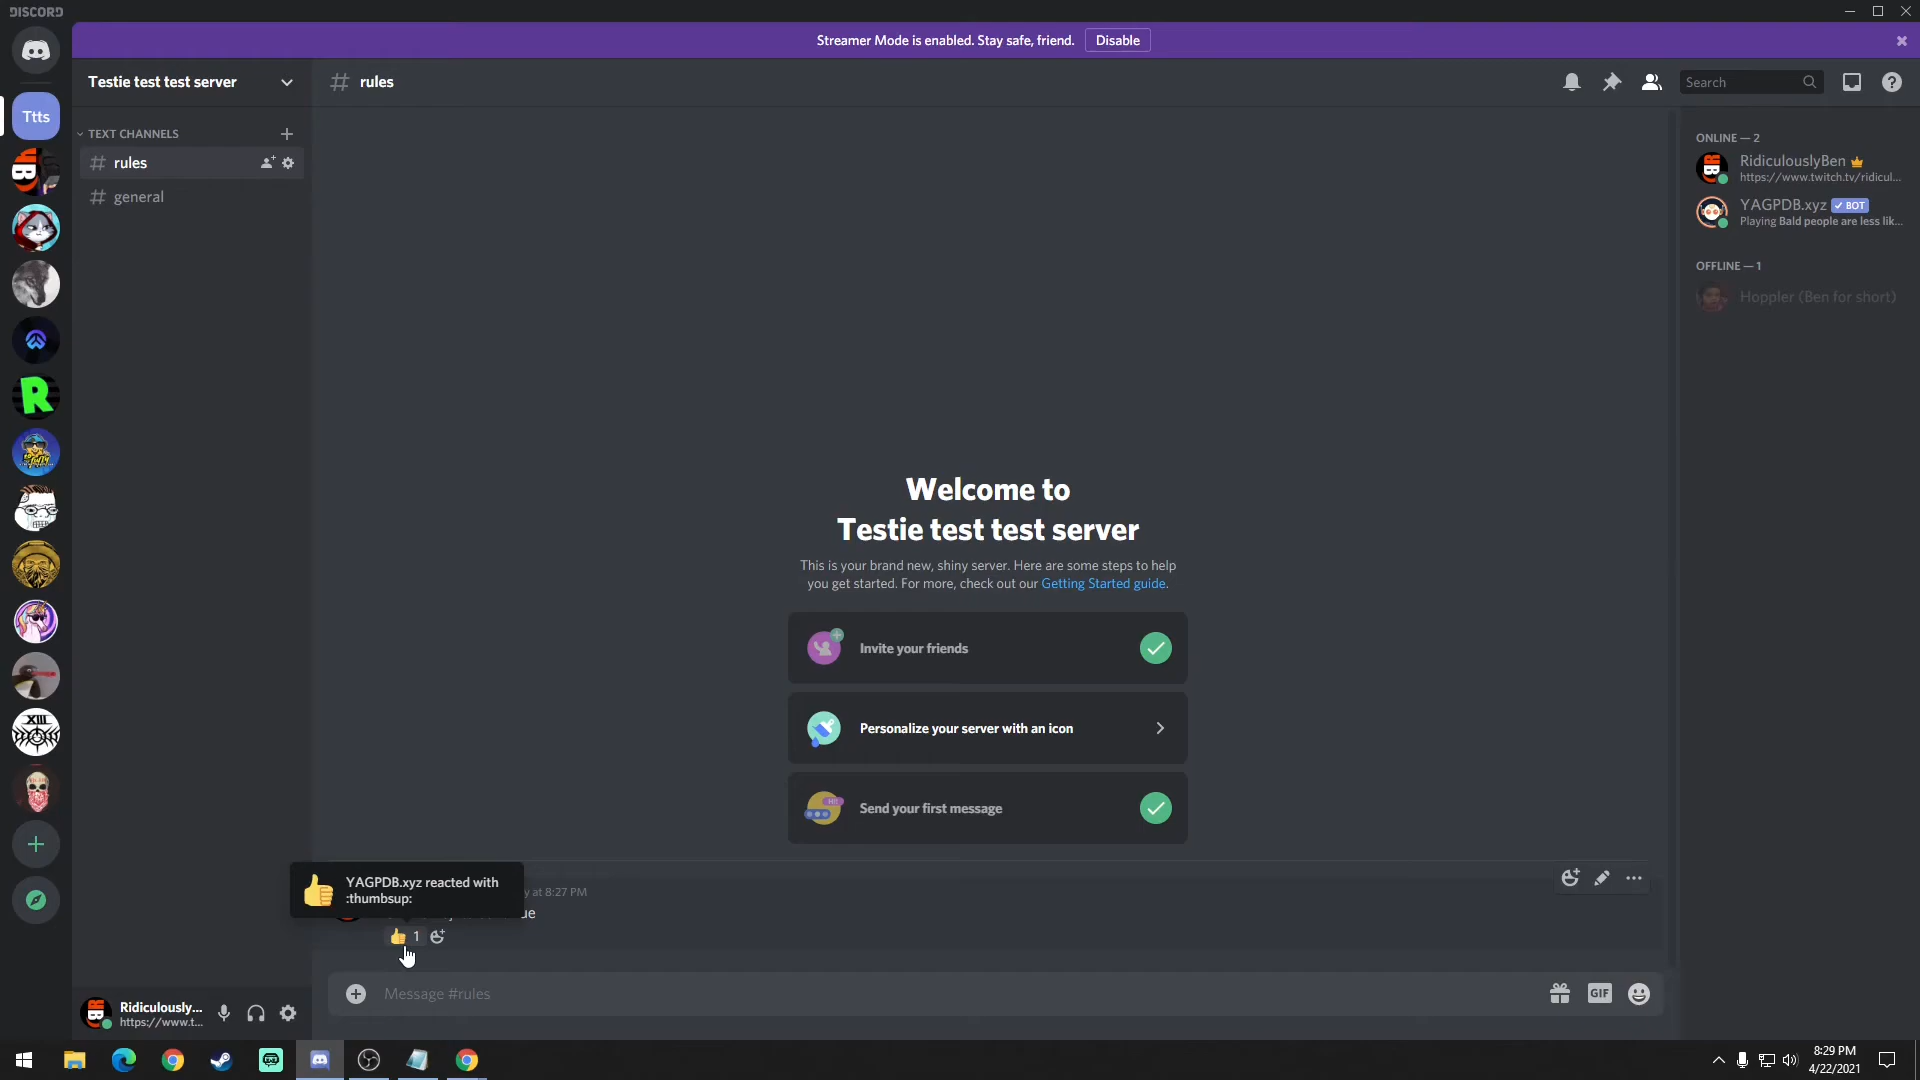 DISCORD
Streamer Mode is enabled. Stay safe, friend.
Disable
Testie test test server
rules
Search
Ttts
TEXT CHANNELS
rules
general
ONLINE — 2
RidiculouslyBen
https://www.twitch.tv/ridicul...
YAGPDB.xyz
BOT
Playing Bald people are less lik...
OFFLINE — 1
Hoppler (Ben for short)
R
XIII
Welcome to
Testie test test server
This is your brand new, shiny server. Here are some steps to help
you get started. For more, check out our Getting Started guide.
Invite your friends
Personalize your server with an icon
Hi!
Send your first message
YAGPDB.xyz reacted with
:thumbsup:
at 8:27 PM
1
Message #rules
GIF
Ridiculously...
https://www.t...
8:29 PM
4/22/2021